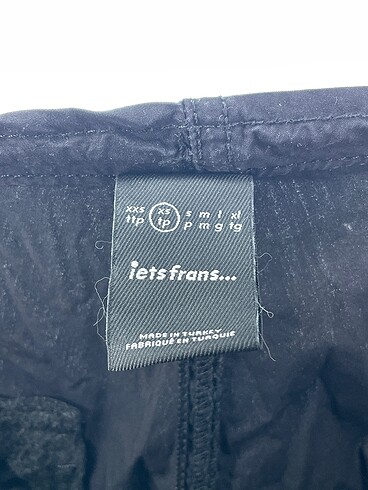 xxs xs s m l xl
ttp tp p m g tg
iets frans...
MADE IN TURKEY
FABRIQUÉ EN TURQUIE